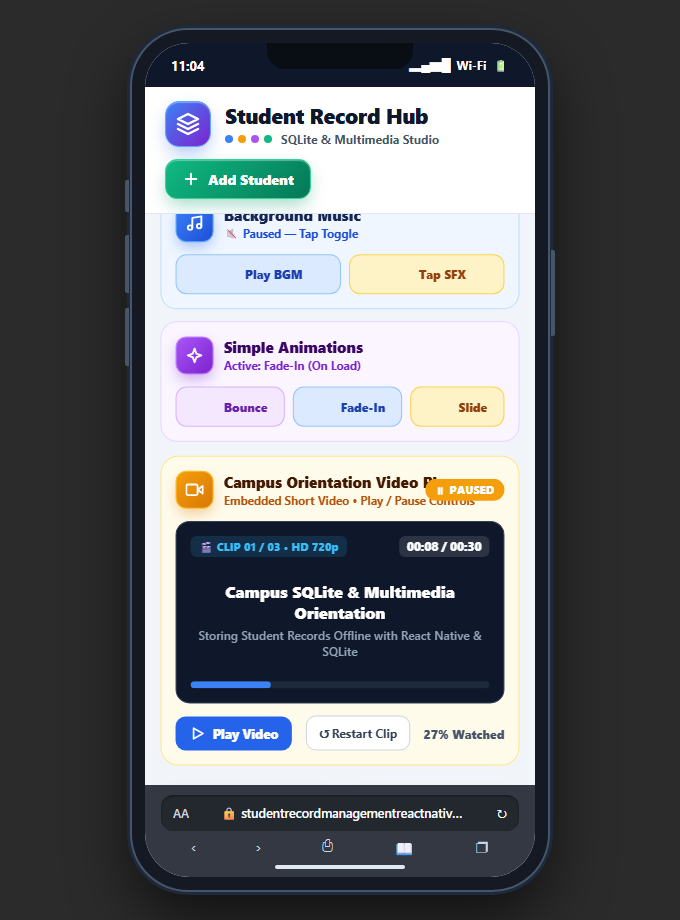 11:04
Wi-Fi
Student Record Hub
SQLite & Multimedia Studio
+ Add Student
Background Music
Paused — Tap Toggle
Play BGM
Tap SFX
Simple Animations
Active: Fade-In (On Load)
Bounce
Fade-In
Slide
Campus Orientation Video
PAUSED
Embedded Short Video • Play / Pause Controls
CLIP 01 / 03 • HD 720p
00:08 / 00:30
Campus SQLite & Multimedia
Orientation
Storing Student Records Offline with React Native &
SQLite
Play Video
↺ Restart Clip
27% Watched
AA
studentrecordmanagementreactnativ...